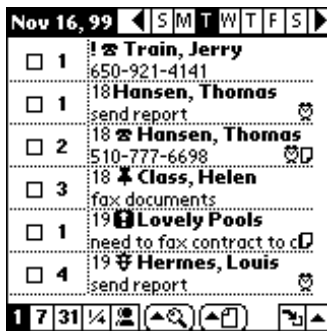 Nov 16, 99 S M T W T F S
1 ! Train, Jerry
650-921-4141
1 18 Hansen, Thomas
send report
2 18 Hansen, Thomas
510-777-6698
3 18 Class, Helen
fax documents
1 19 Lovely Pools
need to fax contract to c
4 19 Hermes, Louis
send report
1 7 31 ¼